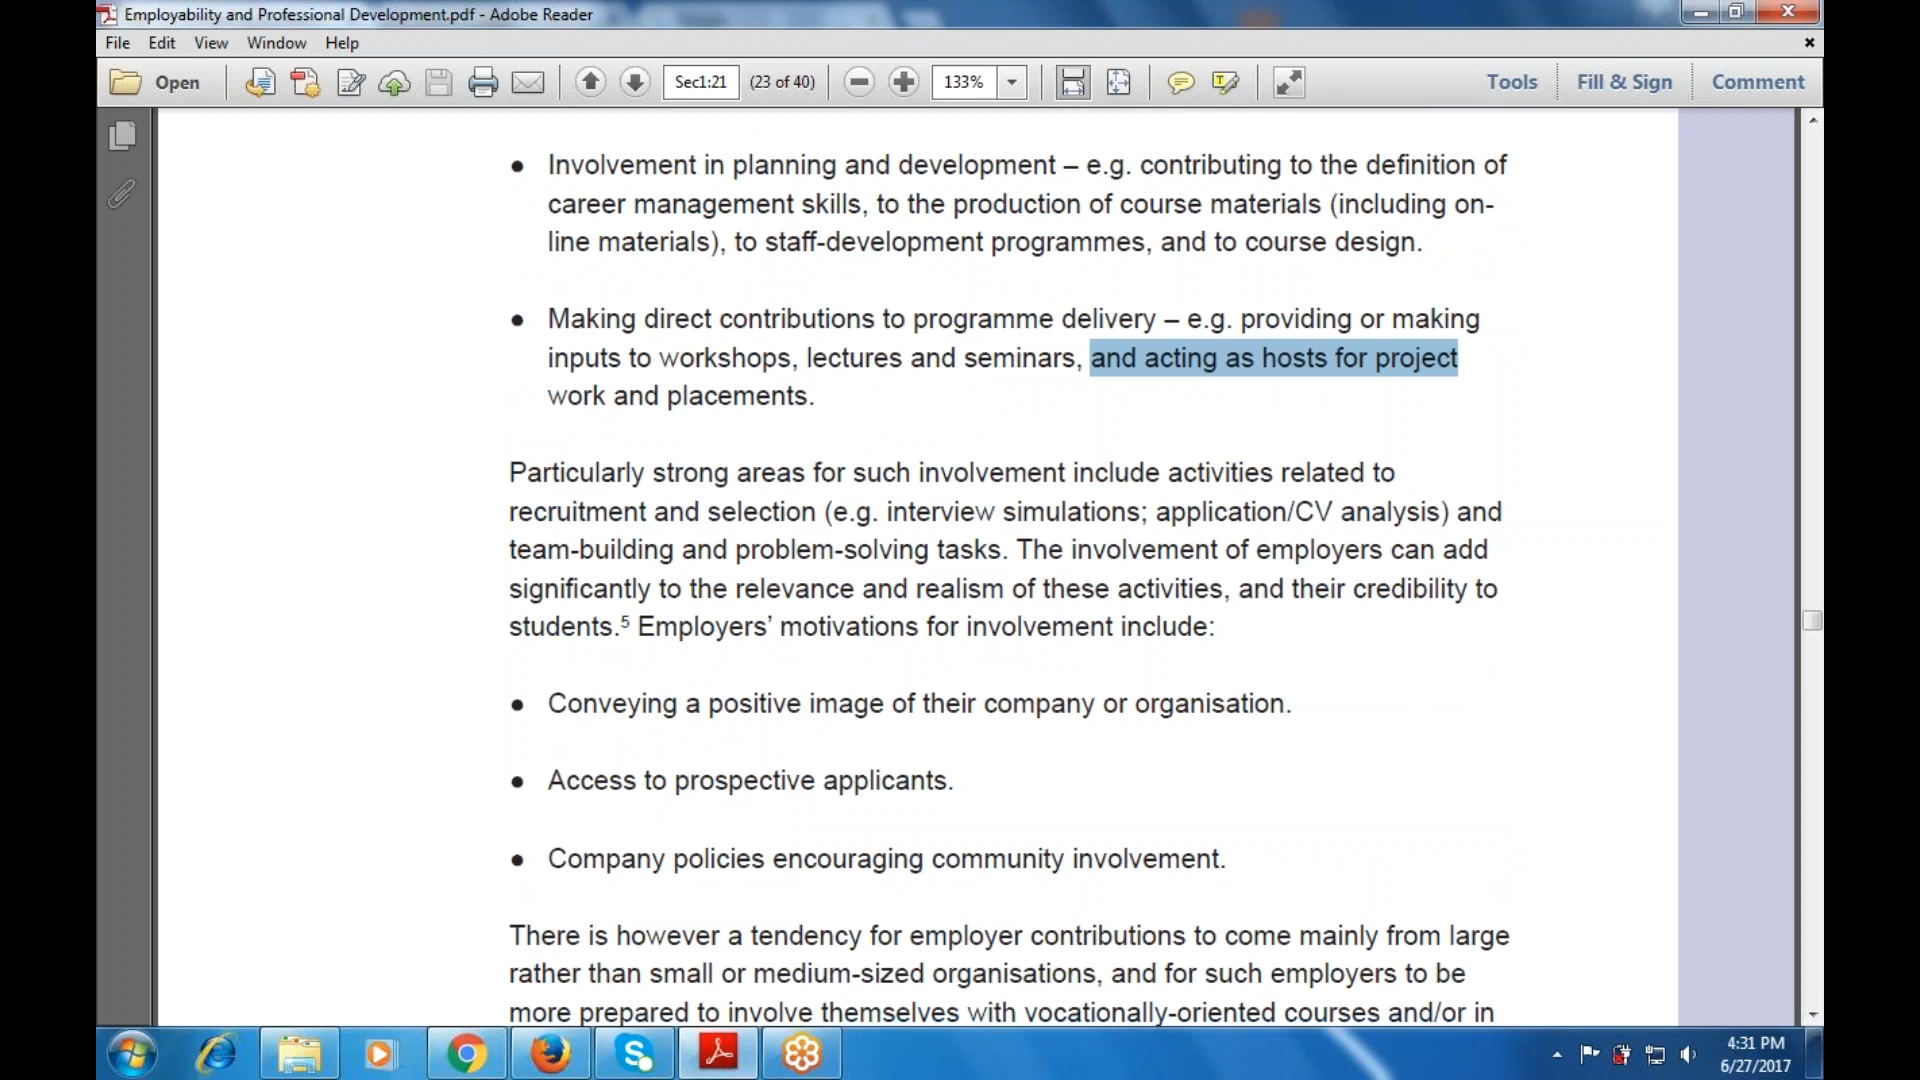 Employability and Professional Development.pdf - Adobe Reader
File Edit View Window Help
Open Sec1:21 (23 of 40) 133% Tools Fill & Sign Comment
● Involvement in planning and development – e.g. contributing to the definition of
career management skills, to the production of course materials (including on-
line materials), to staff-development programmes, and to course design.
● Making direct contributions to programme delivery – e.g. providing or making
inputs to workshops, lectures and seminars, and acting as hosts for project
work and placements.
Particularly strong areas for such involvement include activities related to
recruitment and selection (e.g. interview simulations; application/CV analysis) and
team-building and problem-solving tasks. The involvement of employers can add
significantly to the relevance and realism of these activities, and their credibility to
students.⁵ Employers’ motivations for involvement include:
● Conveying a positive image of their company or organisation.
● Access to prospective applicants.
● Company policies encouraging community involvement.
There is however a tendency for employer contributions to come mainly from large
rather than small or medium-sized organisations, and for such employers to be
more prepared to involve themselves with vocationally-oriented courses and/or in
4:31 PM
6/27/2017